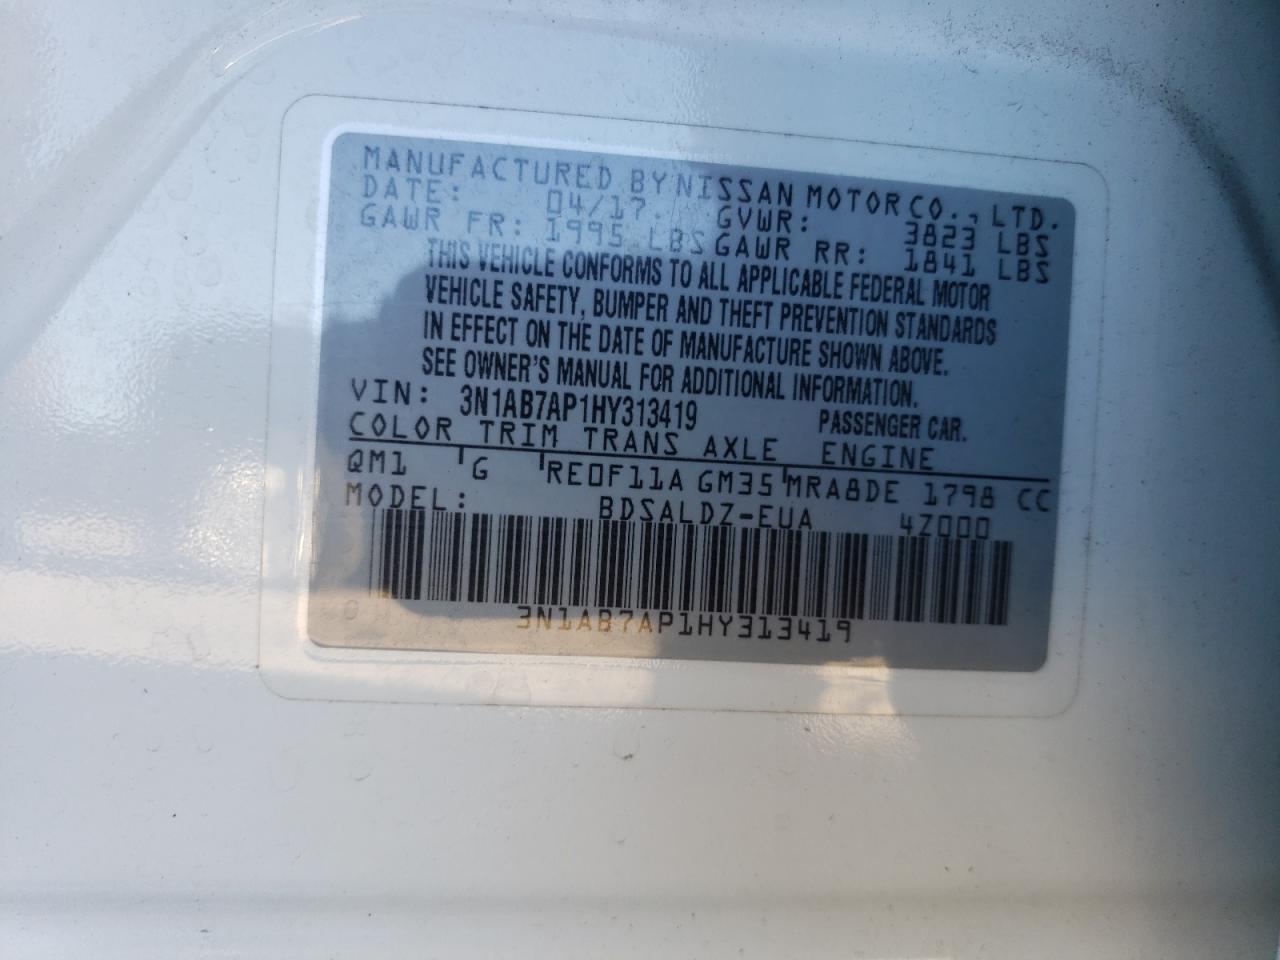 MANUFACTURED BY NISSAN MOTOR CO., LTD.
DATE: 04/17. GVWR: 3823 LBS
GAWR FR: 1995 LBS GAWR RR: 1841 LBS
THIS VEHICLE CONFORMS TO ALL APPLICABLE FEDERAL MOTOR
VEHICLE SAFETY, BUMPER AND THEFT PREVENTION STANDARDS
IN EFFECT ON THE DATE OF MANUFACTURE SHOWN ABOVE.
SEE OWNER'S MANUAL FOR ADDITIONAL INFORMATION.
VIN: 3N1AB7AP1HY313419 PASSENGER CAR.
COLOR TRIM TRANS AXLE ENGINE
QM1 G RE0F11A GM35 MRA8DE 1798 CC
MODEL: BDSALDZ-EUA 4Z000
3N1AB7AP1HY313419